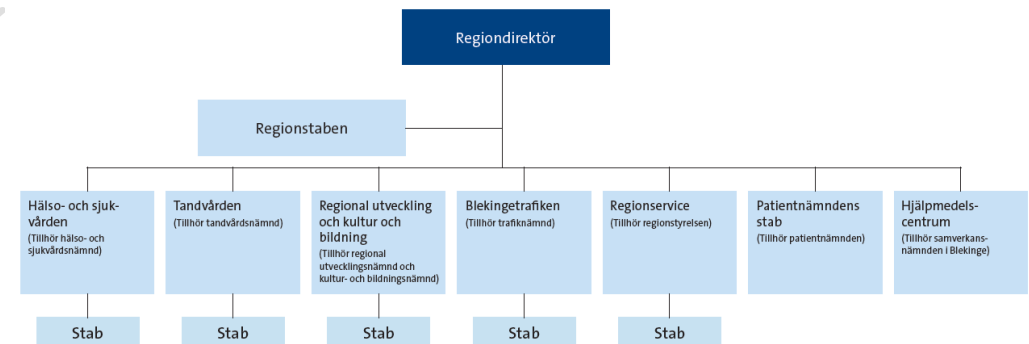 Regiondirektör
Regionstaben
Hälso- och sjuk-
vården
(Tillhör hälso- och
sjukvårdsnämnd)
Tandvården
(Tillhör tandvårdsnämnd)
Regional utveckling
och kultur och
bildning
(Tillhör regional
utvecklingsnämnd och
kultur- och bildningsnämnd)
Blekingetrafiken
(Tillhör trafiknämnd)
Regionservice
(Tillhör regionstyrelsen)
Patientnämndens
stab
(Tillhör patientnämnden)
Hjälpmedels-
centrum
(Tillhör samverkans-
nämnden i Blekinge)
Stab
Stab
Stab
Stab
Stab